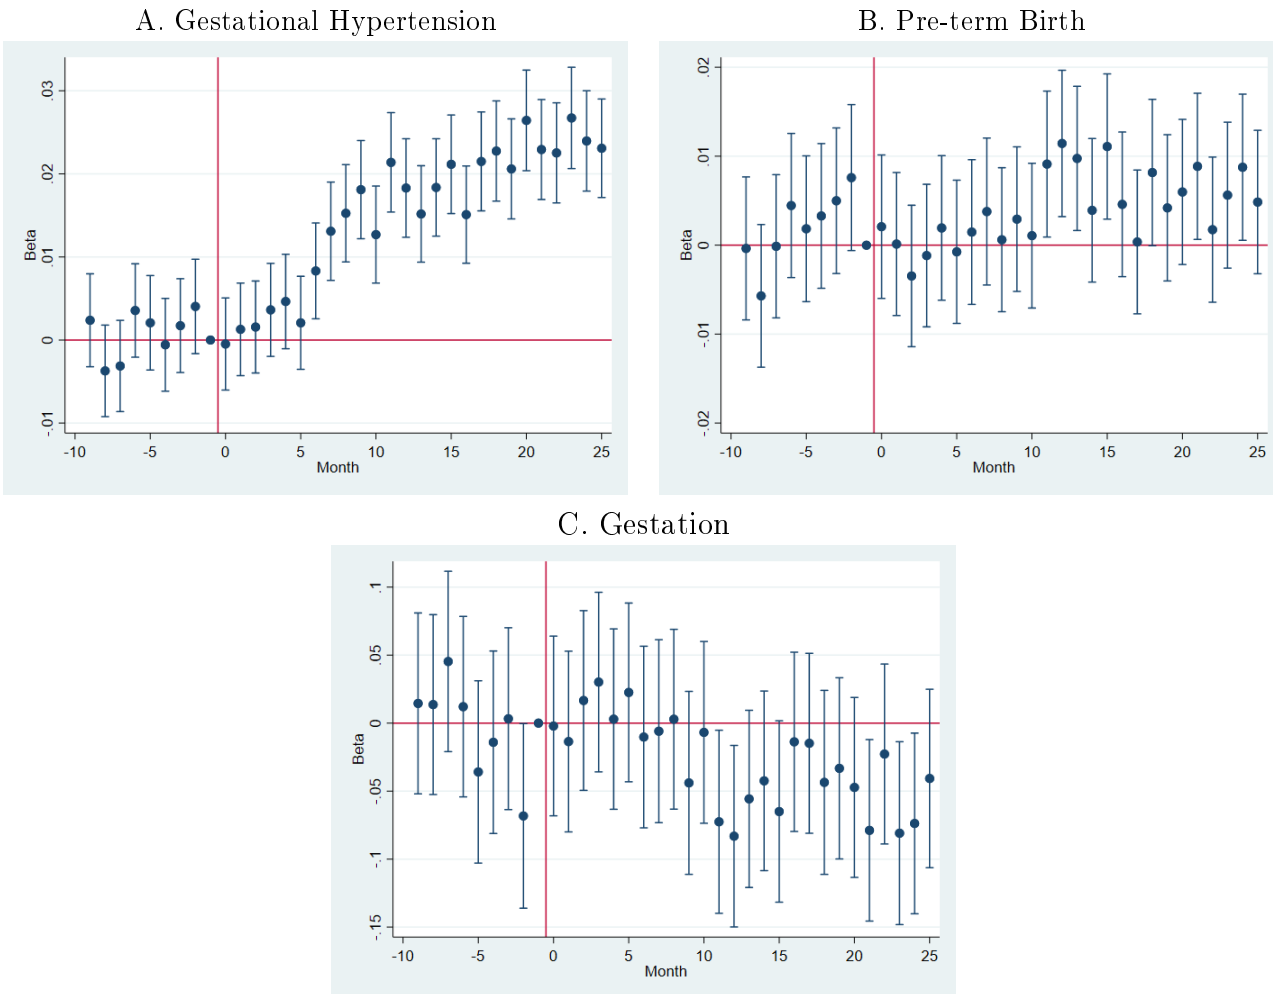 A. Gestational Hypertension
.03
.02
.01
0
-.01
Beta
-10 -5 0 5 10 15 20 25
Month
B. Pre-term Birth
.02
.01
0
-.01
-.02
Beta
-10 -5 0 5 10 15 20 25
Month
C. Gestation
.1
.05
0
-.05
-.1
-.15
Beta
-10 -5 0 5 10 15 20 25
Month